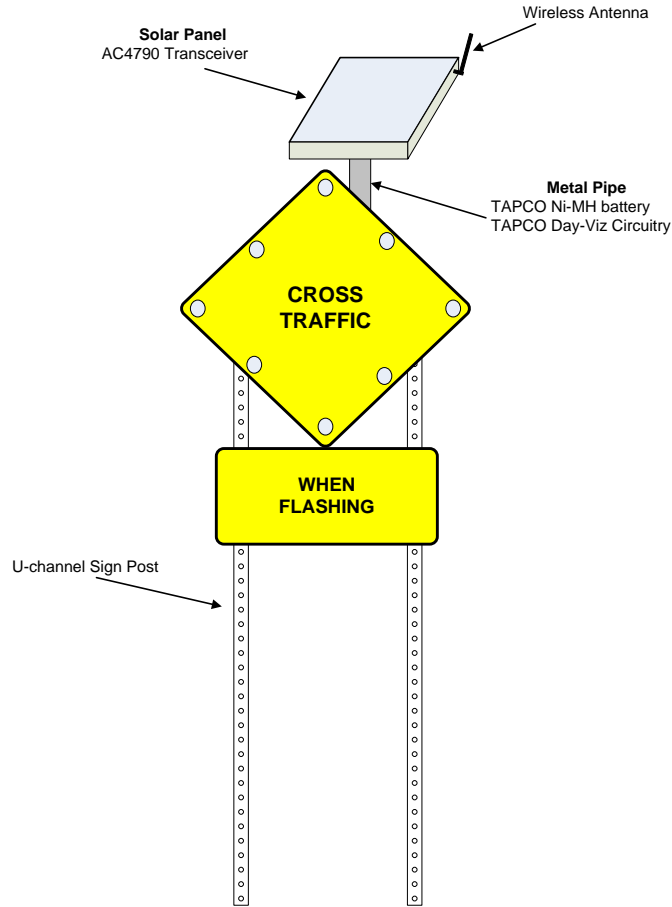 Wireless Antenna
Solar Panel
AC4790 Transceiver
Metal Pipe
TAPCO Ni-MH battery
TAPCO Day-Viz Circuitry
CROSS
TRAFFIC
WHEN
FLASHING
U-channel Sign Post